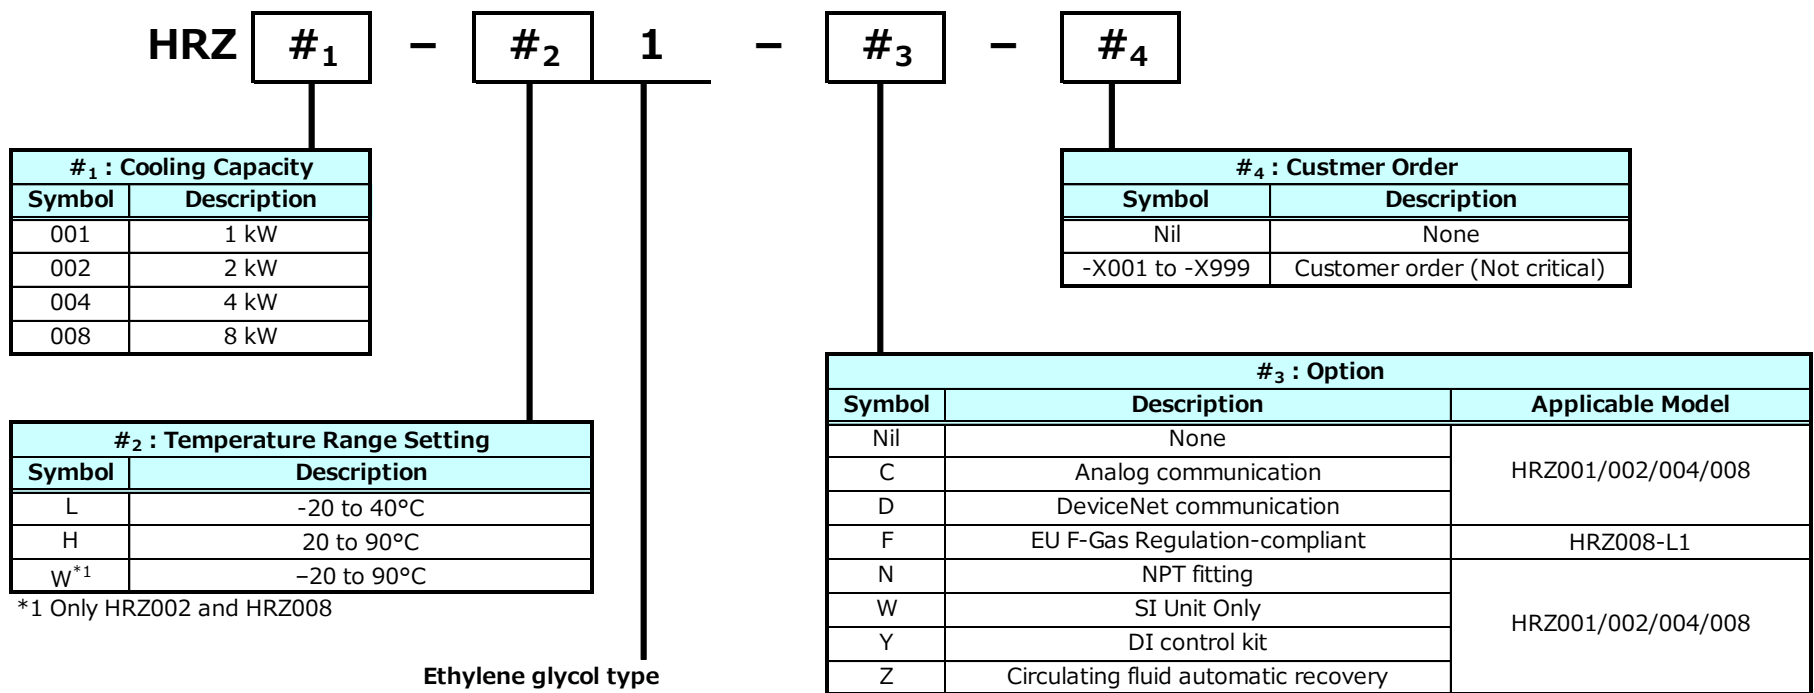 HRZ #1 – #2 1 – #3 – #4
#1 : Cooling Capacity
Symbol Description
001 1 kW
002 2 kW
004 4 kW
008 8 kW
#4 : Custmer Order
Symbol Description
Nil None
-X001 to -X999 Customer order (Not critical)
#2 : Temperature Range Setting
Symbol Description
L -20 to 40°C
H 20 to 90°C
W*1 –20 to 90°C
*1 Only HRZ002 and HRZ008
Ethylene glycol type
#3 : Option
Symbol Description Applicable Model
Nil None
C Analog communication HRZ001/002/004/008
D DeviceNet communication
F EU F-Gas Regulation-compliant HRZ008-L1
N NPT fitting
W SI Unit Only
HRZ001/002/004/008
Y DI control kit
Z Circulating fluid automatic recovery